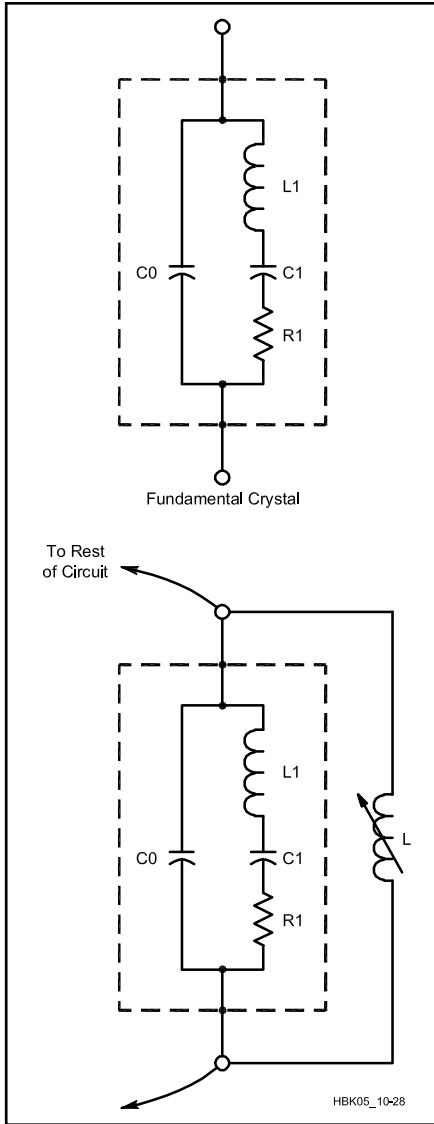 L1
C0
C1
R1
Fundamental Crystal
To Rest
of Circuit
L1
C0
C1
L
R1
HBK05_10-28